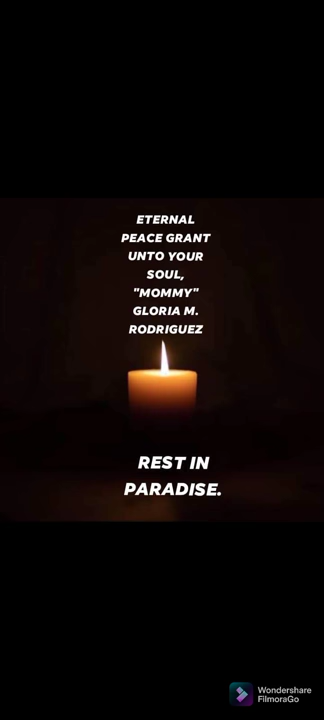 ETERNAL
PEACE GRANT
UNTO YOUR
SOUL,
"MOMMY"
GLORIA M.
RODRIGUEZ
REST IN
PARADISE.
Wondershare
FilmoraGo